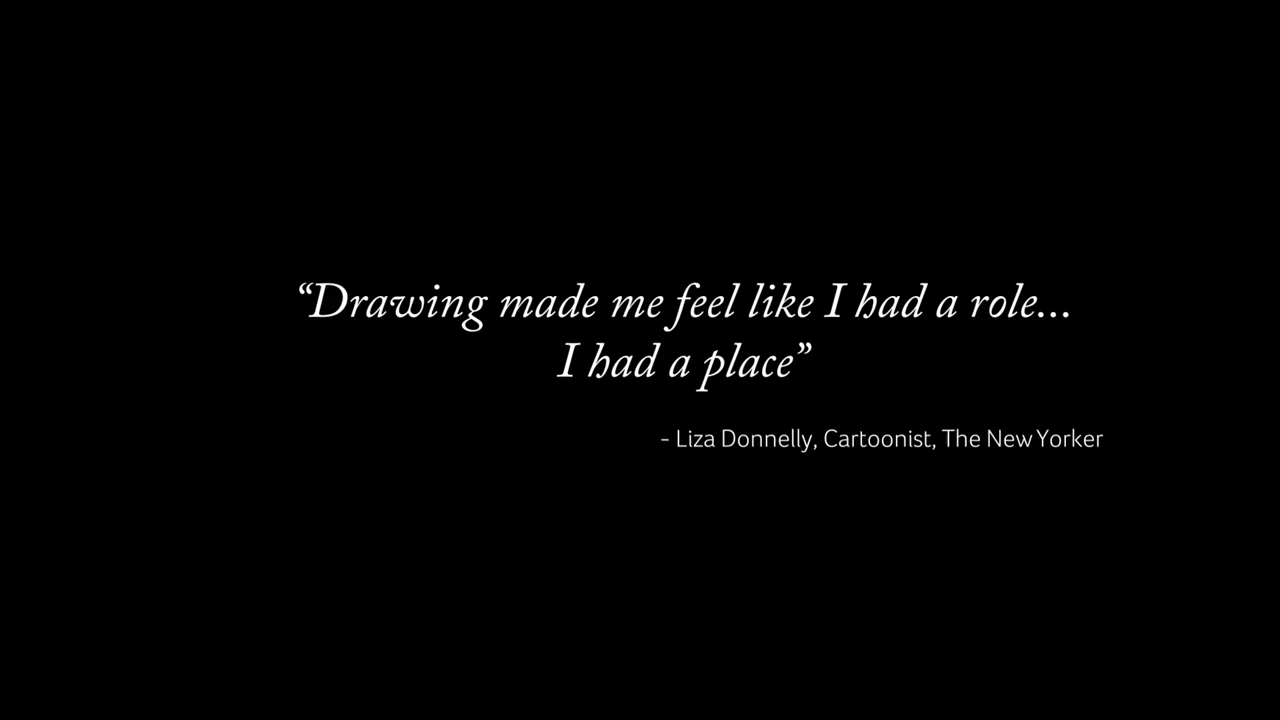 “Drawing made me feel like I had a role...
I had a place”
- Liza Donnelly, Cartoonist, The New Yorker